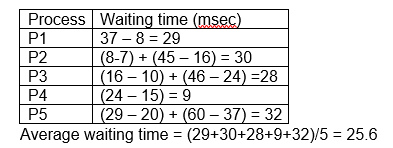 Process Waiting time (msec)
P1 37 – 8 = 29
P2 (8-7) + (45 – 16) = 30
P3 (16 – 10) + (46 – 24) =28
P4 (24 – 15) = 9
P5 (29 – 20) + (60 – 37) = 32
Average waiting time = (29+30+28+9+32)/5 = 25.6